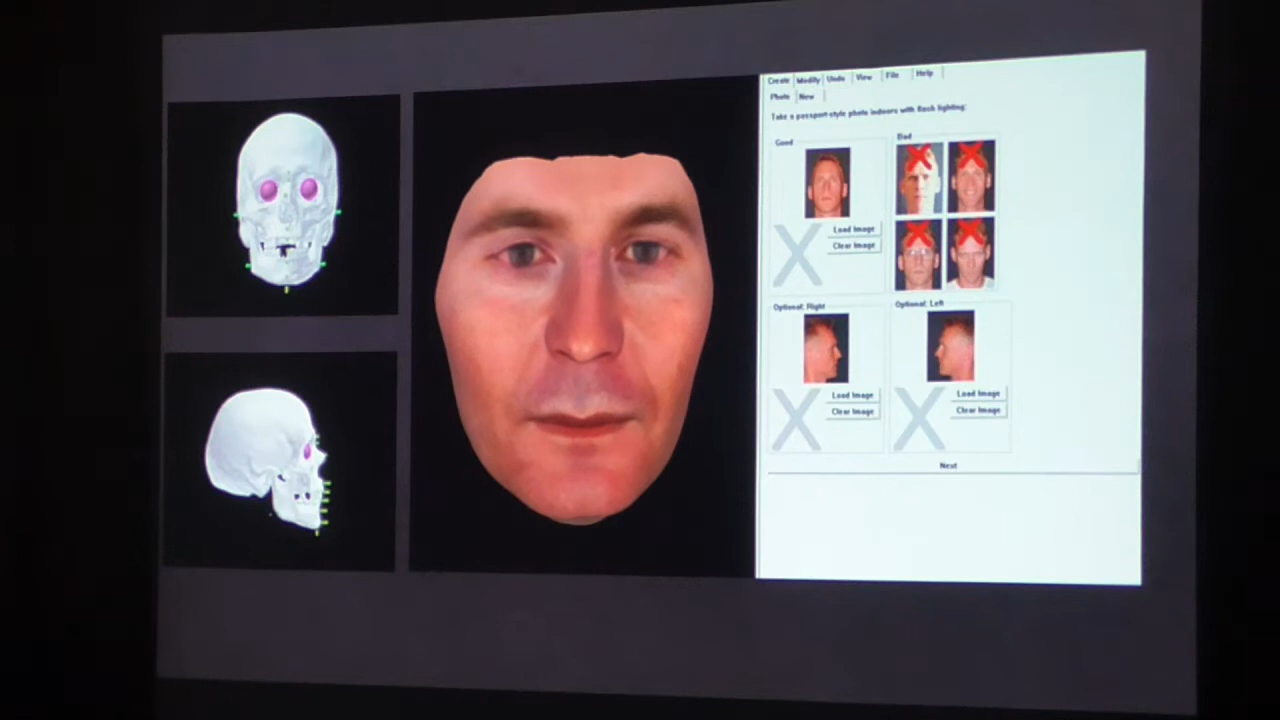 Create Modify Undo View File Help
Photo New
Take a passport-style photo indoors with flash lighting:
Good
Bad
Load Image
Clear Image
Optional: Right
Optional: Left
Load Image
Clear Image
Load Image
Clear Image
Next